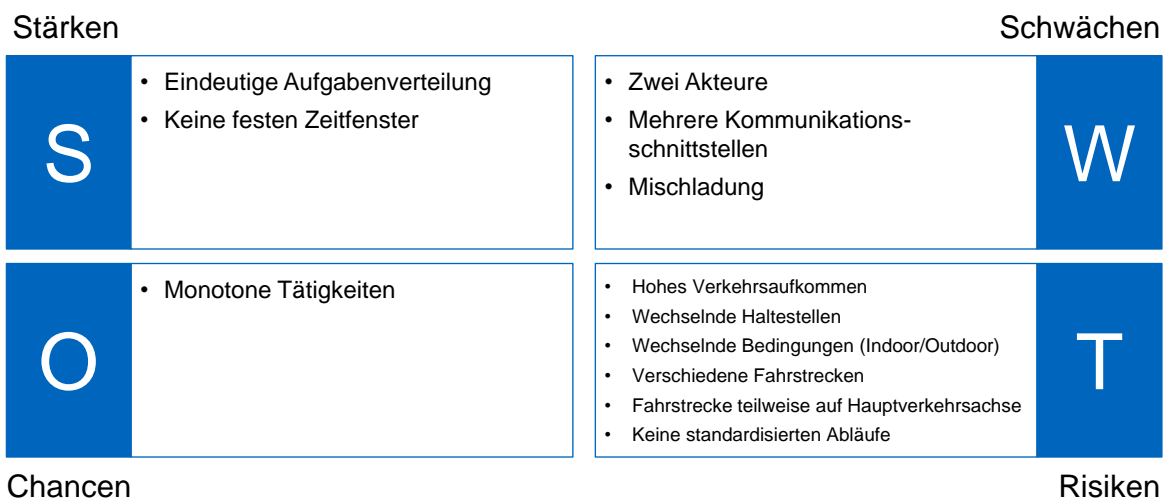 Stärken
Schwächen
S
• Eindeutige Aufgabenverteilung
• Keine festen Zeitfenster
• Zwei Akteure
• Mehrere Kommunikations-
schnittstellen
• Mischladung
W
O
• Monotone Tätigkeiten
• Hohes Verkehrsaufkommen
• Wechselnde Haltestellen
• Wechselnde Bedingungen (Indoor/Outdoor)
• Verschiedene Fahrstrecken
• Fahrstrecke teilweise auf Hauptverkehrsachse
• Keine standardisierten Abläufe
T
Chancen
Risiken